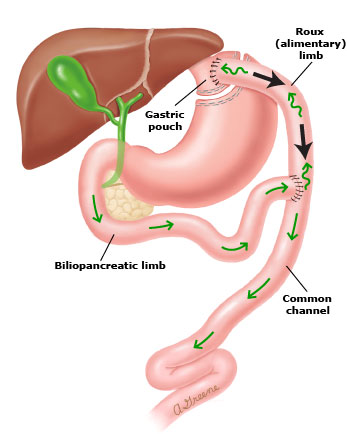 Roux
(alimentary)
limb
Gastric
pouch
Biliopancreatic limb
Common
channel
A Greene